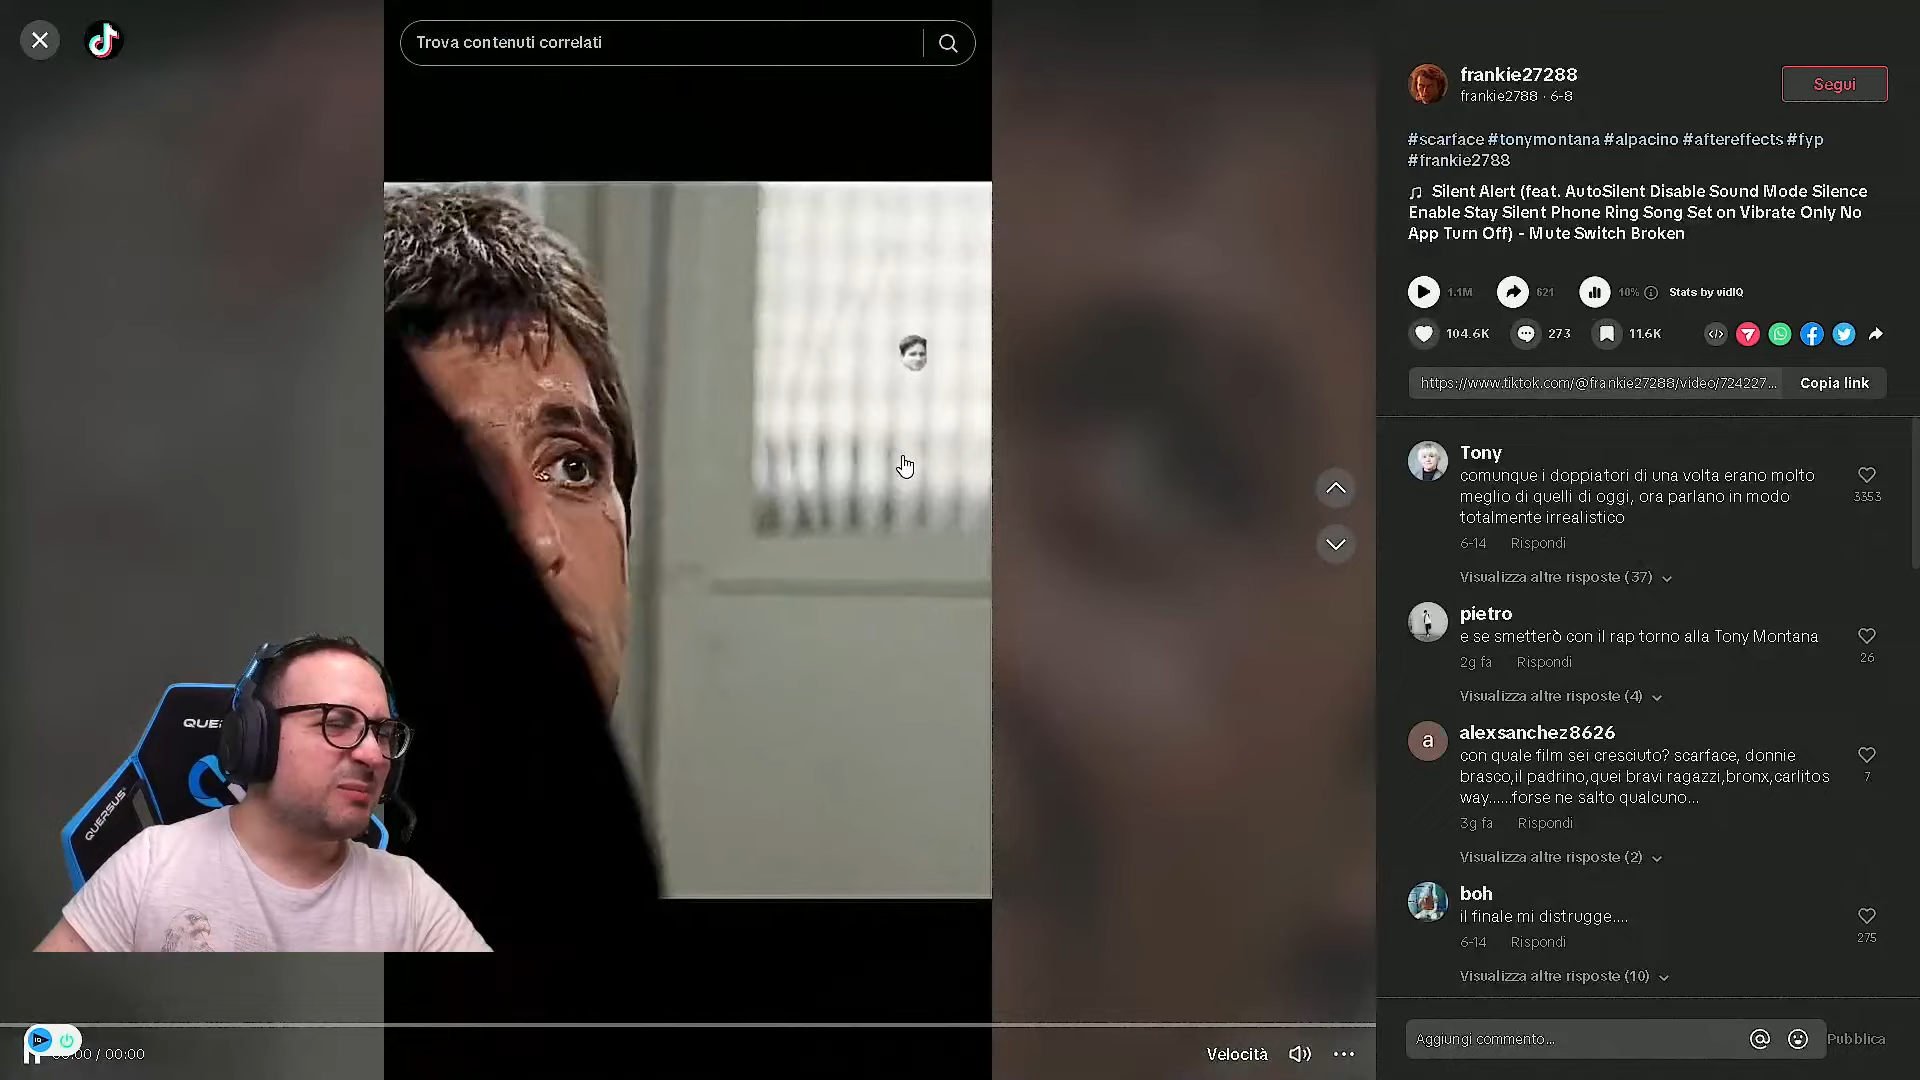 Trova contenuti correlati
frankie27288
frankie2788 · 6-8
Segui
#scarface #tonymontana #alpacino #aftereffects #fyp
#frankie2788
Silent Alert (feat. AutoSilent Disable Sound Mode Silence
Enable Stay Silent Phone Ring Song Set on Vibrate Only No
App Turn Off) - Mute Switch Broken
1.1M 621 10% Stats by vidIQ
104.6K 273 11.6K
https://www.tiktok.com/@frankie27288/video/724227... Copia link
Tony
comunque i doppiatori di una volta erano molto
meglio di quelli di oggi, ora parlano in modo
totalmente irrealistico
3353
6-14 Rispondi
Visualizza altre risposte (37)
pietro
e se smetterò con il rap torno alla Tony Montana
26
2g fa Rispondi
Visualizza altre risposte (4)
a
alexsanchez8626
con quale film sei cresciuto? scarface, donnie
brasco,il padrino,quei bravi ragazzi,bronx,carlitos
way......forse ne salto qualcuno...
7
3g fa Rispondi
Visualizza altre risposte (2)
boh
il finale mi distrugge....
275
6-14 Rispondi
Visualizza altre risposte (10)
Aggiungi commento...
Pubblica
QUERSUS
/ 00:00
Velocità